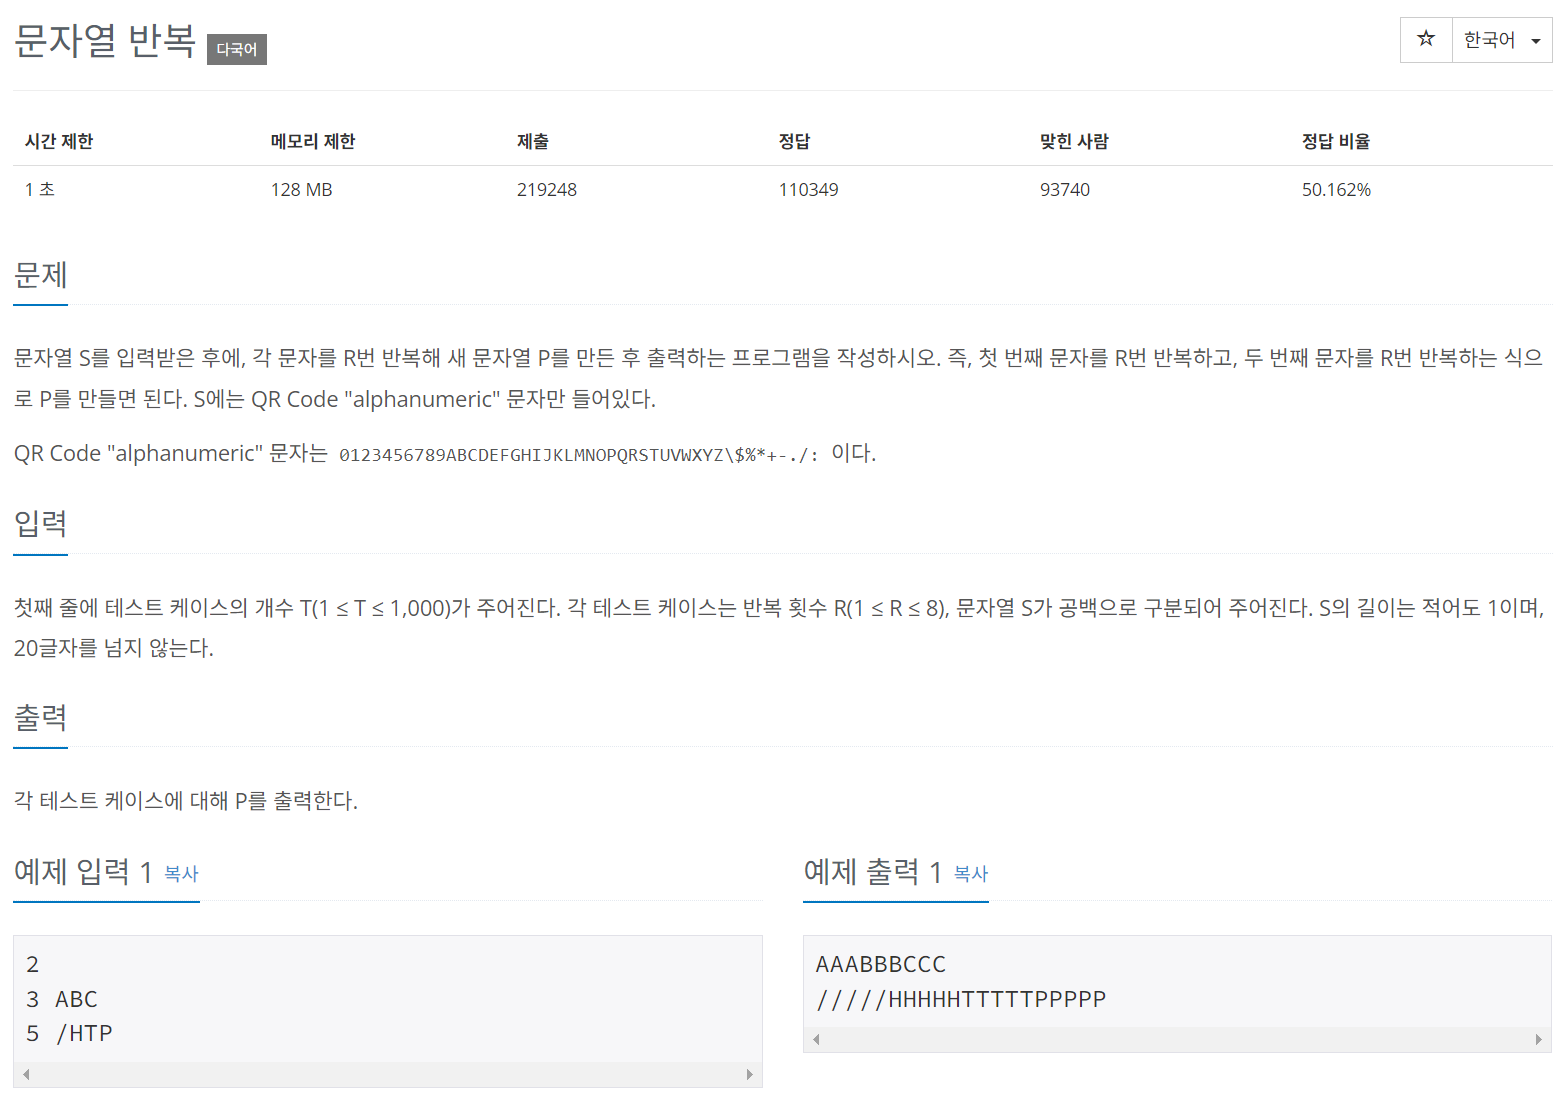 문자열 반복 다국어
☆ 한국어
시간 제한 메모리 제한 제출 정답 맞힌 사람 정답 비율
1 초 128 MB 219248 110349 93740 50.162%
문제
문자열 S를 입력받은 후에, 각 문자를 R번 반복해 새 문자열 P를 만든 후 출력하는 프로그램을 작성하시오. 즉, 첫 번째 문자를 R번 반복하고, 두 번째 문자를 R번 반복하는 식으
로 P를 만들면 된다. S에는 QR Code "alphanumeric" 문자만 들어있다.
QR Code "alphanumeric" 문자는 0123456789ABCDEFGHIJKLMNOPQRSTUVWXYZ\$%*+-./: 이다.
입력
첫째 줄에 테스트 케이스의 개수 T(1 ≤ T ≤ 1,000)가 주어진다. 각 테스트 케이스는 반복 횟수 R(1 ≤ R ≤ 8), 문자열 S가 공백으로 구분되어 주어진다. S의 길이는 적어도 1이며,
20글자를 넘지 않는다.
출력
각 테스트 케이스에 대해 P를 출력한다.
예제 입력 1 복사
2
3 ABC
5 /HTP
예제 출력 1 복사
AAABBBCCC
/////HHHHHTTTTTPPPPP